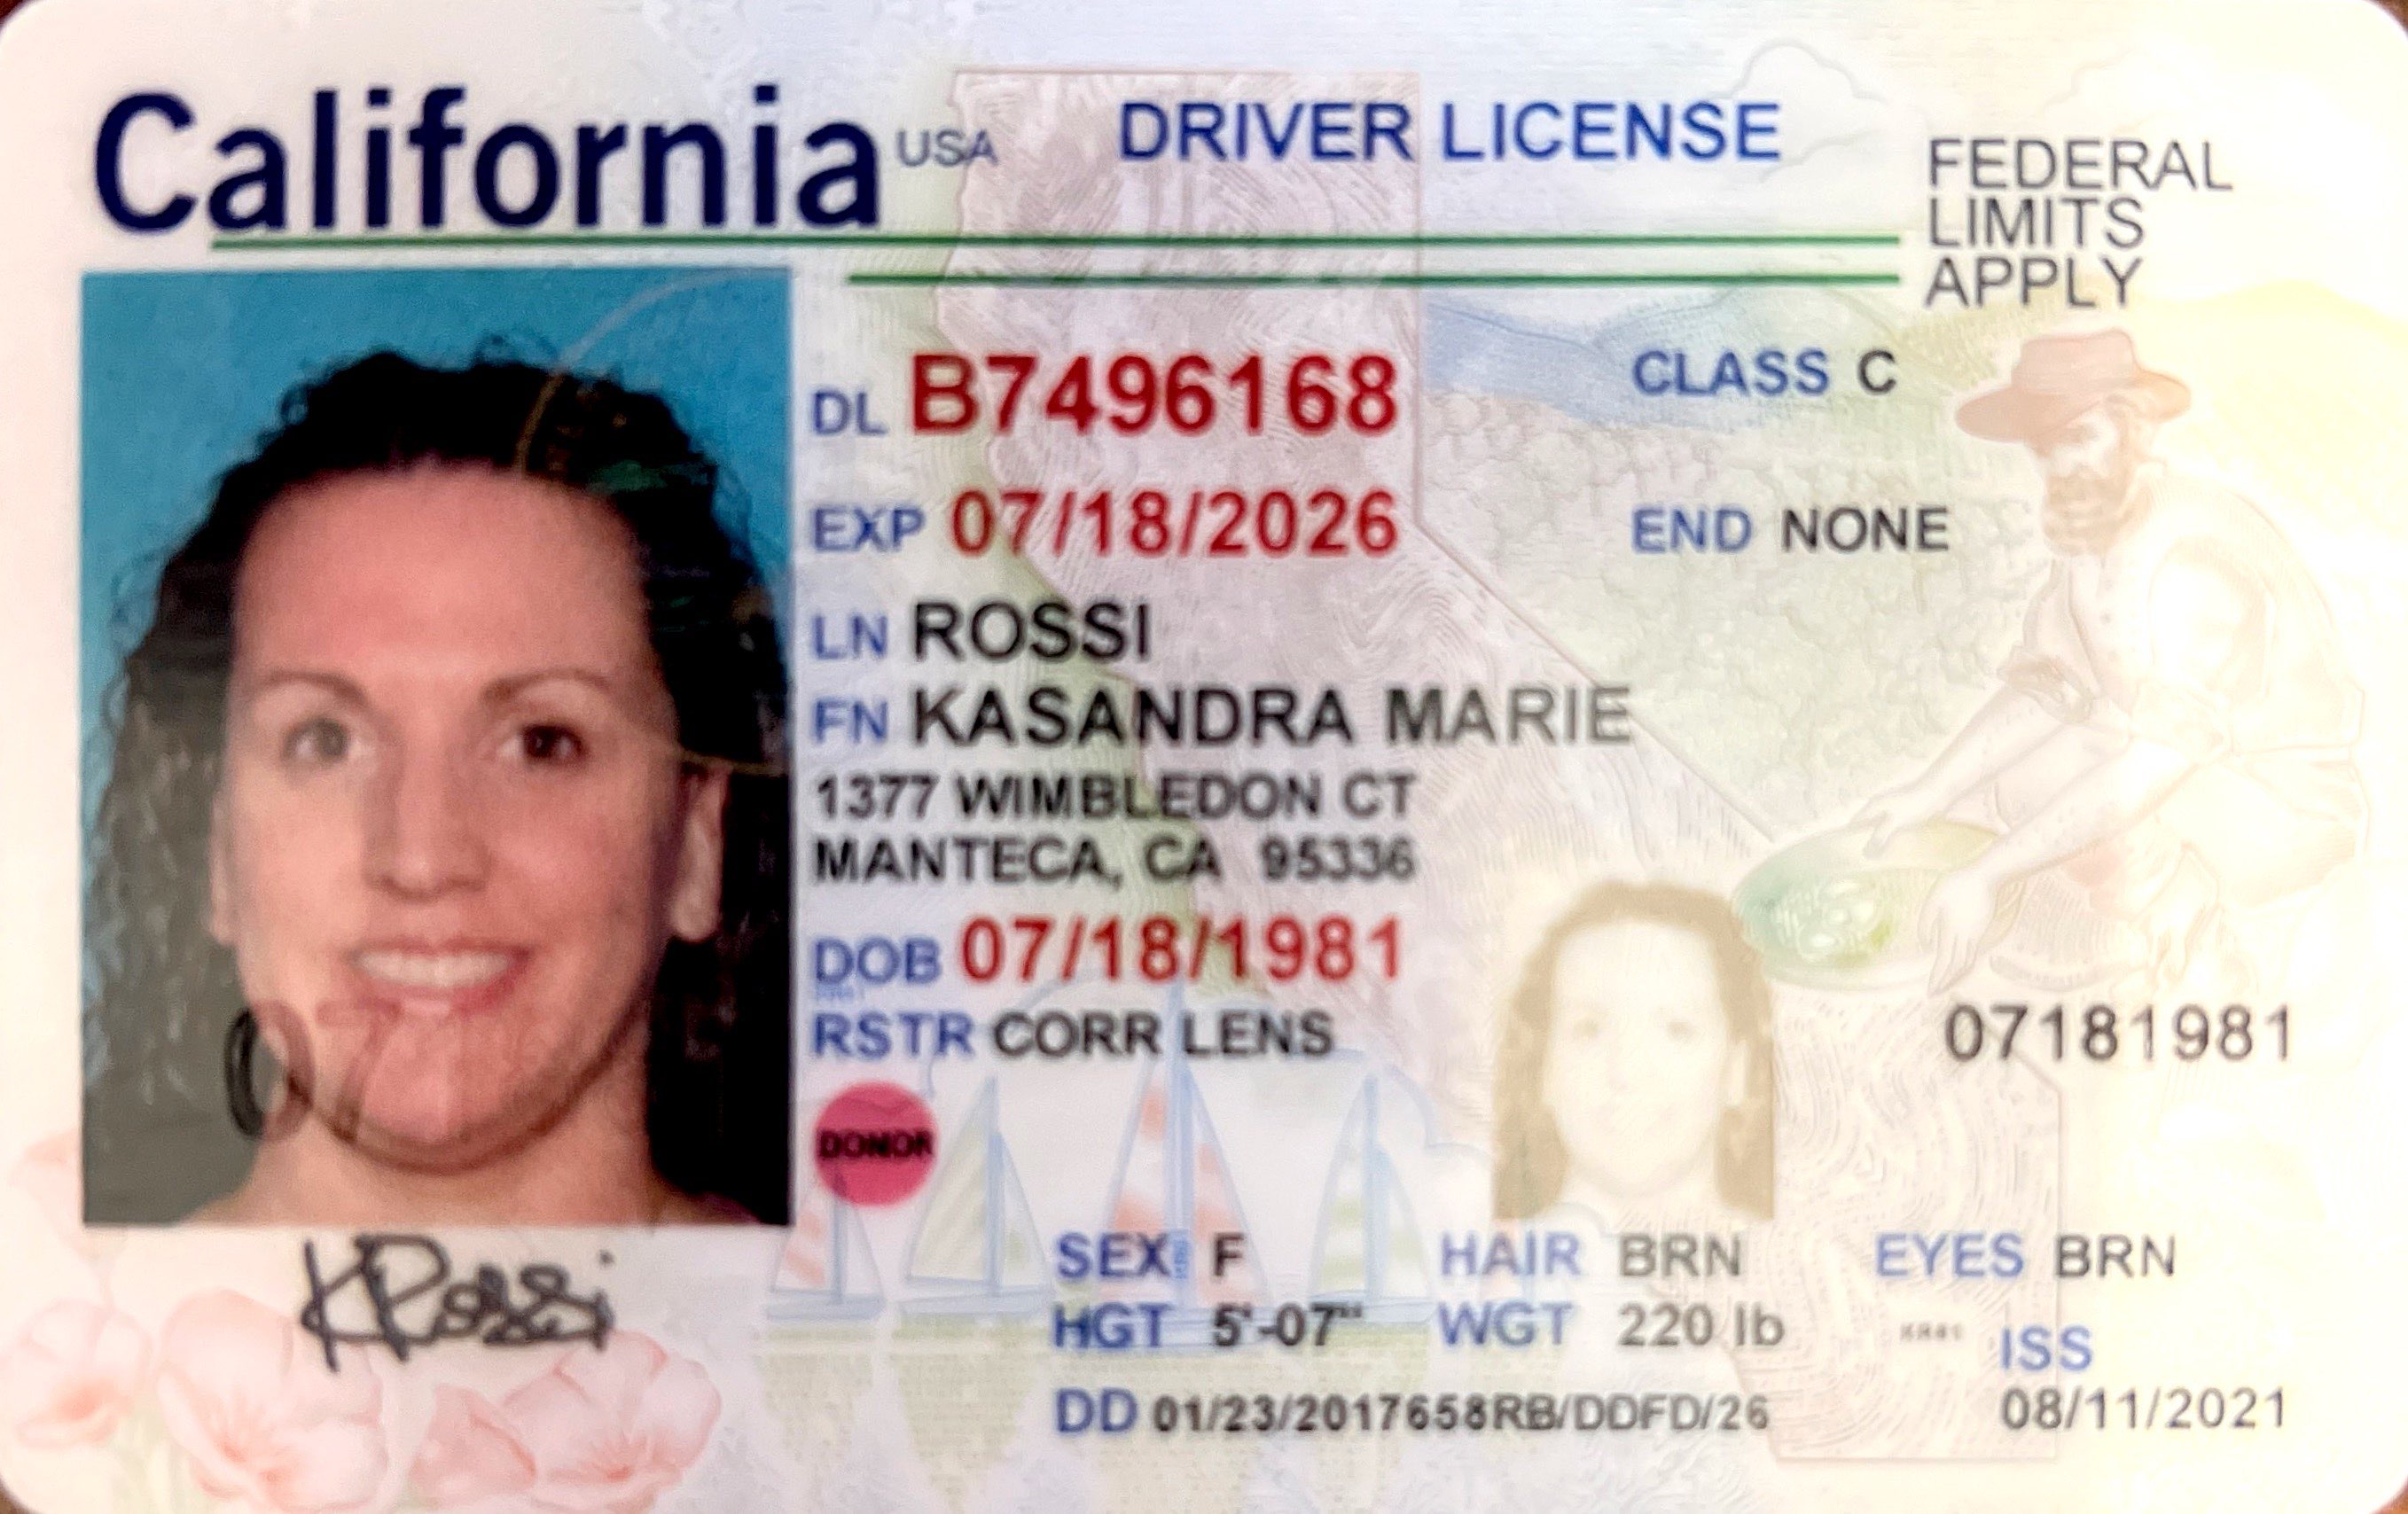 California USA DRIVER LICENSE
FEDERAL
LIMITS
APPLY
DL B7496168
CLASS C
EXP 07/18/2026
END NONE
LN ROSSI
FN KASANDRA MARIE
1377 WIMBLEDON CT
MANTECA, CA 95336
DOB 07/18/1981
RSTR CORR LENS
07181981
DONOR
SEX F HAIR BRN EYES BRN
HGT 5'-07" WGT 220 lb
ISS
DD 01/23/2017658RB/DDFD/26
08/11/2021
KRossi
07